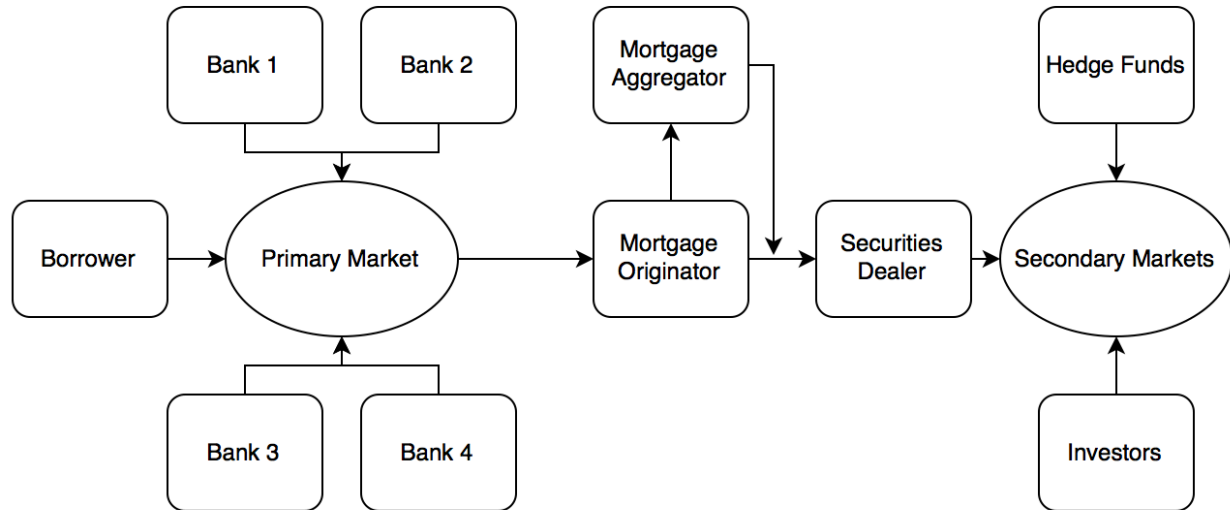 Bank 1
Bank 2
Mortgage
Aggregator
Hedge Funds
Borrower
Primary Market
Mortgage
Originator
Securities
Dealer
Secondary Markets
Bank 3
Bank 4
Investors